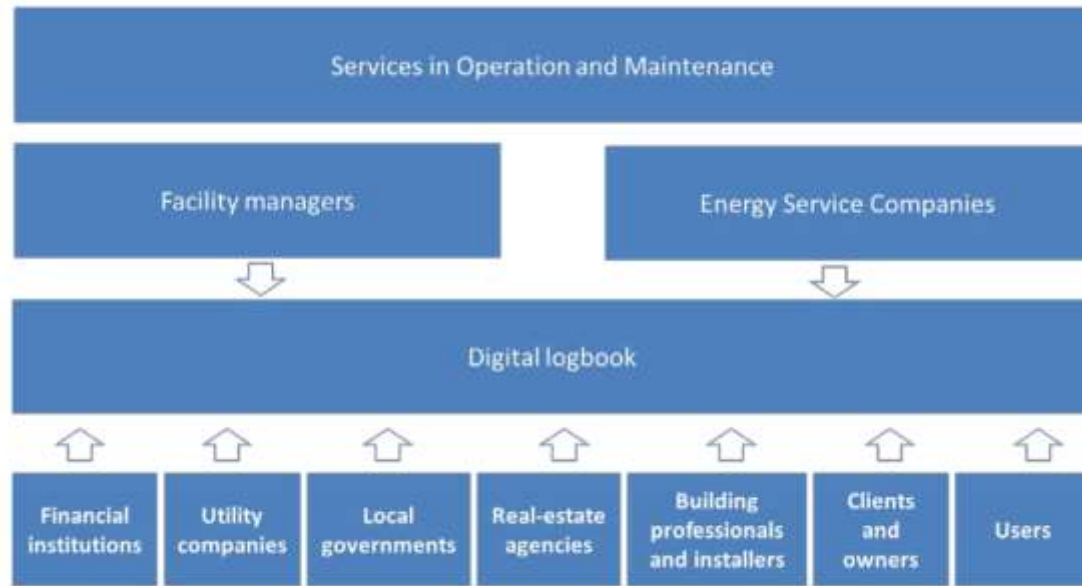 Services in Operation and Maintenance
Facility managers
Energy Service Companies
Digital logbook
Financial
institutions
Utility
companies
Local
governments
Real-estate
agencies
Building
professionals
and installers
Clients
and
owners
Users